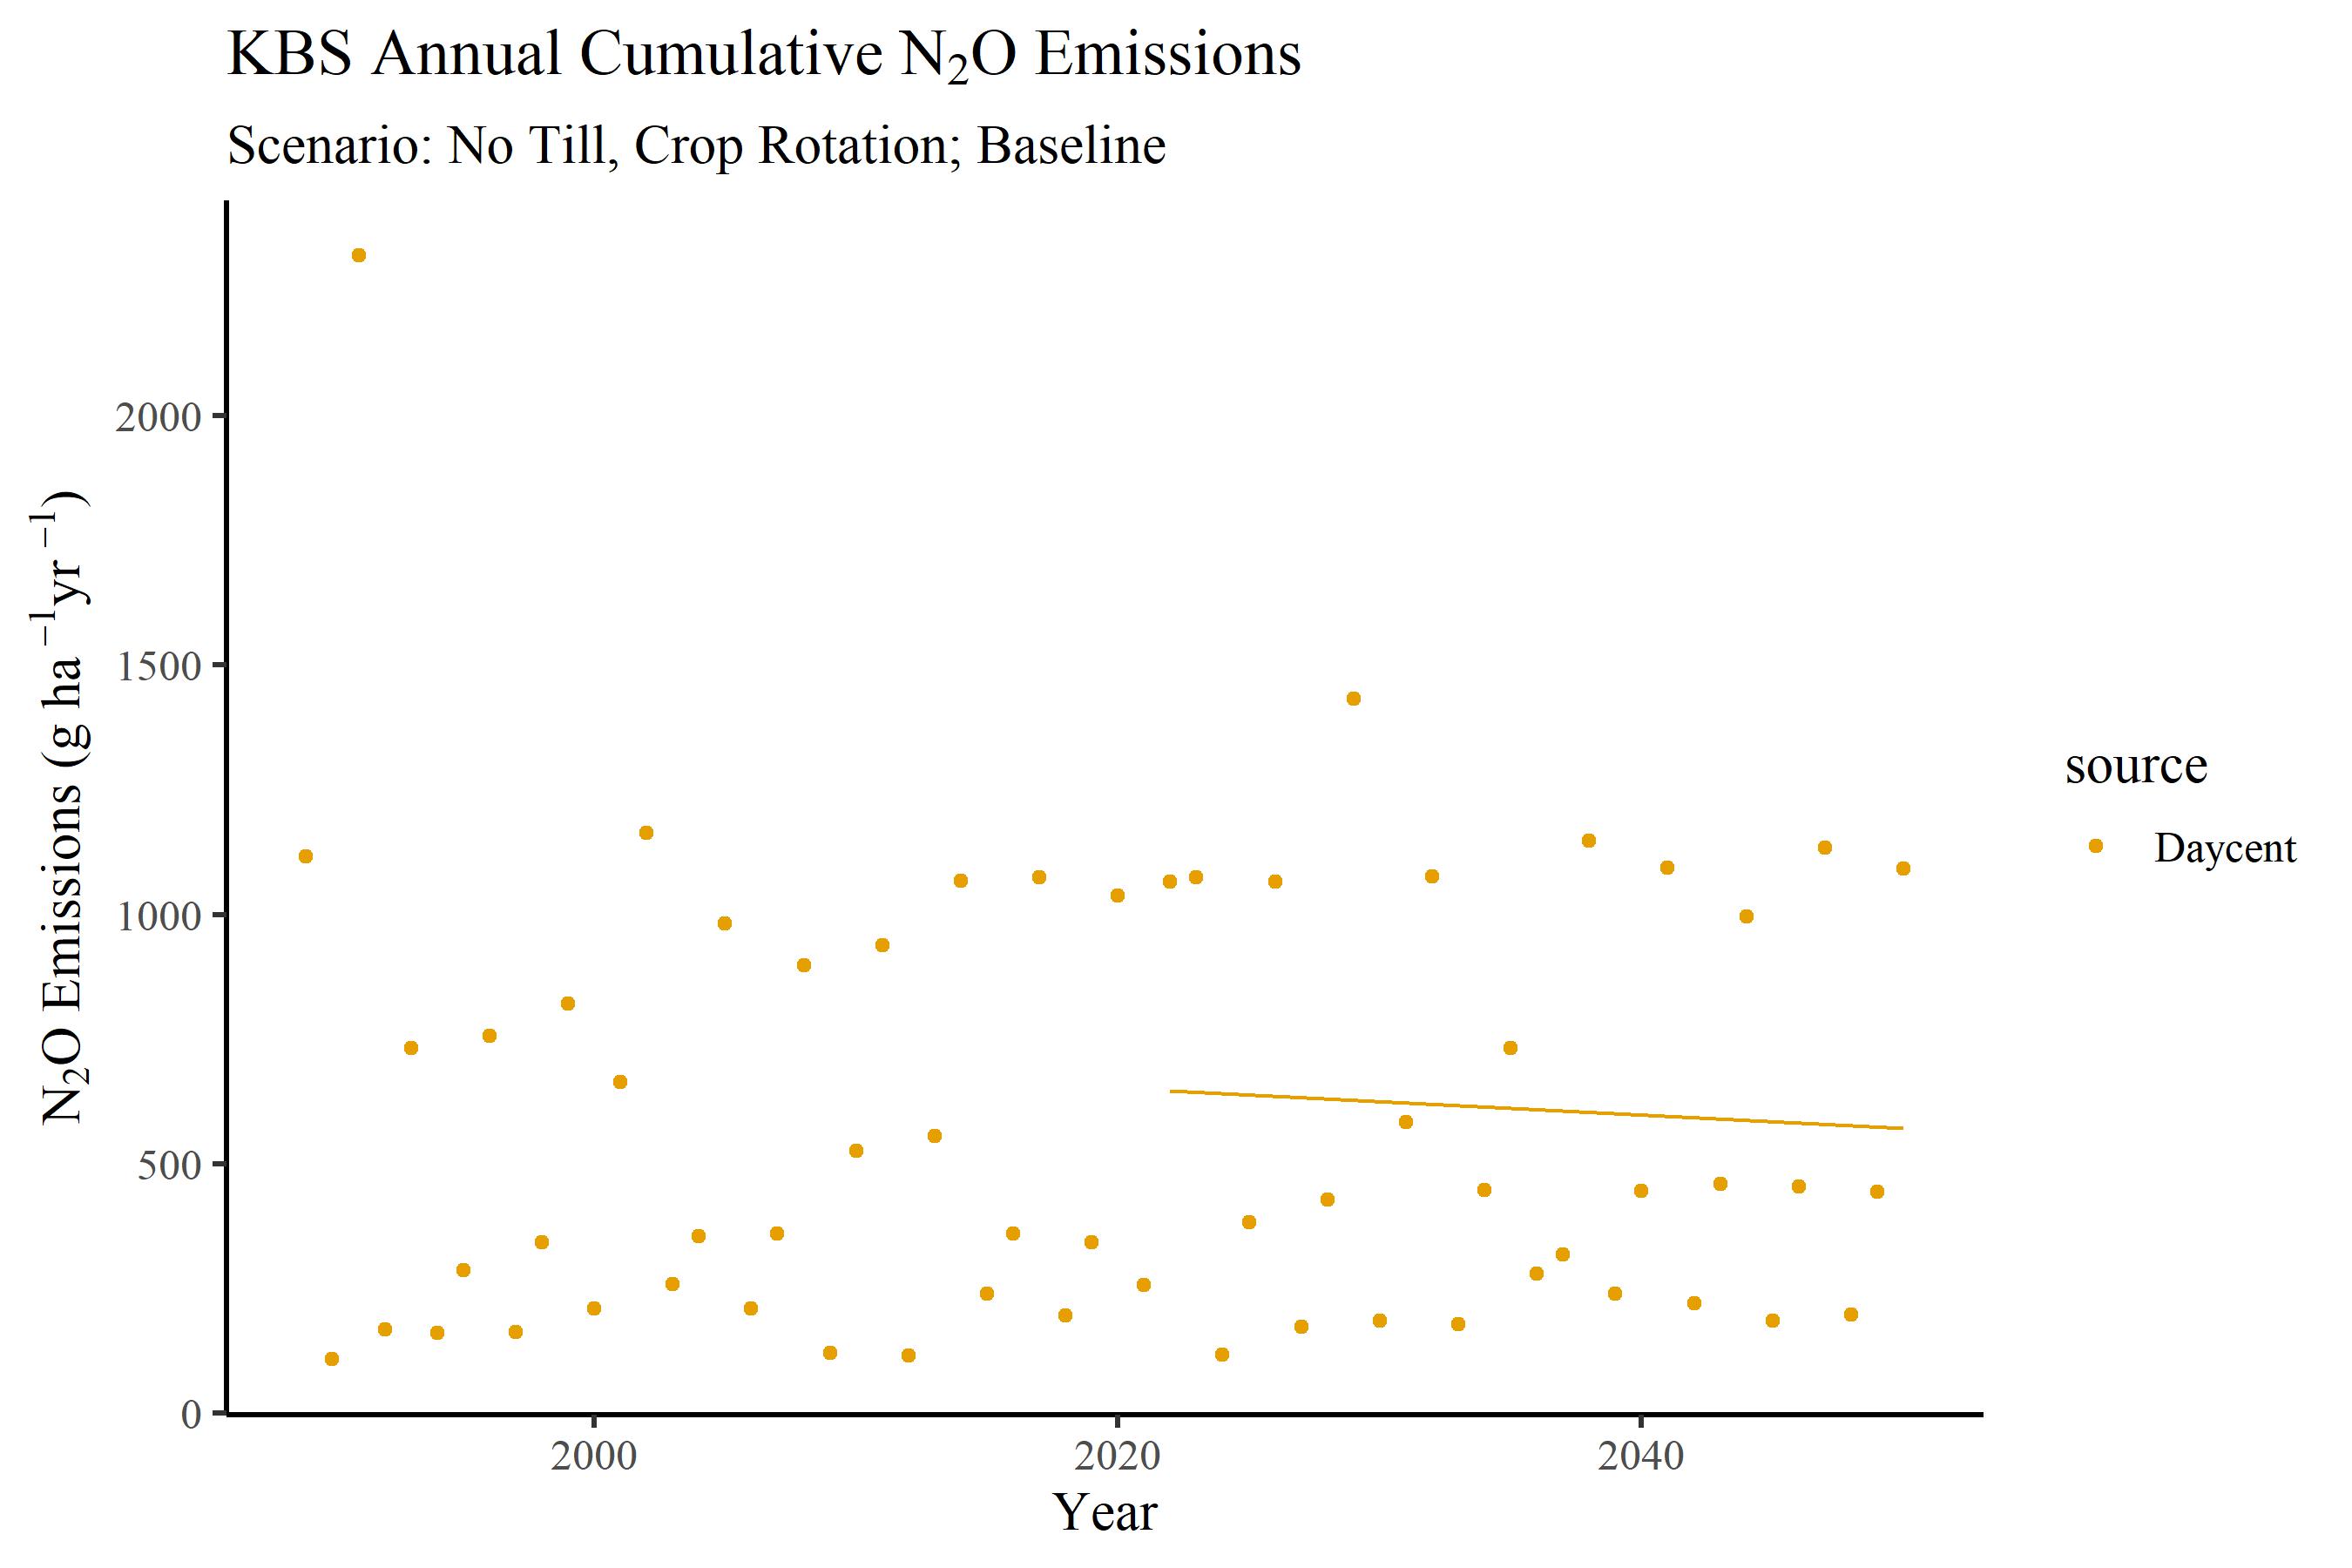 KBS Annual Cumulative N₂O Emissions
Scenario: No Till, Crop Rotation; Baseline
N₂O Emissions (g ha⁻¹yr⁻¹)
2000
1500
1000
500
0
2000 2020 2040
Year
source
Daycent